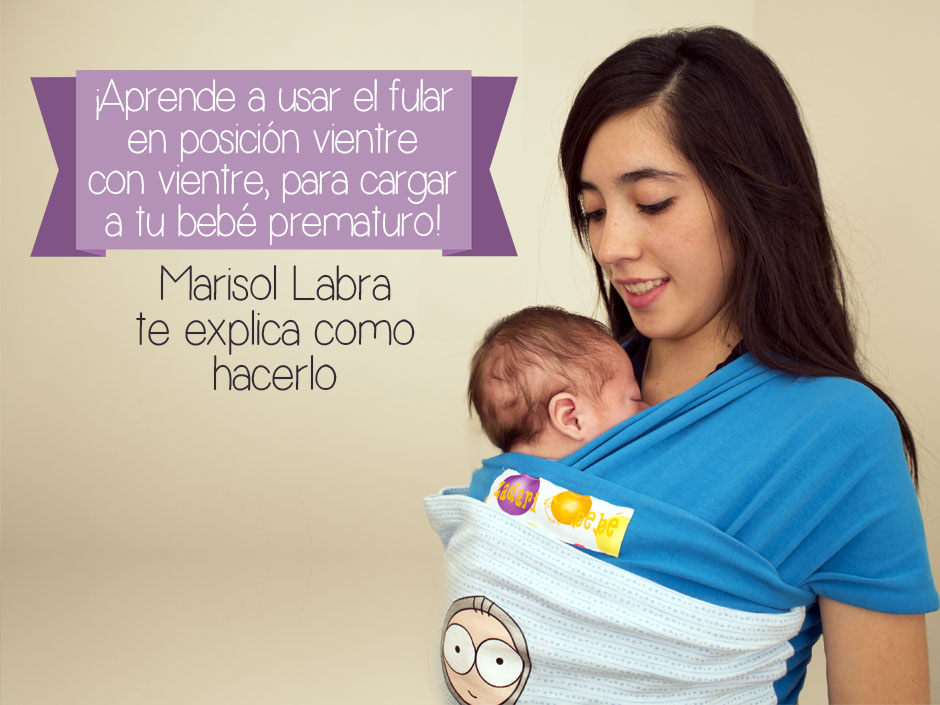 ¡Aprende a usar el fular
en posición vientre
con vientre, para cargar
a tu bebé prematuro!
Marisol Labra
te explica como
hacerlo
bebé